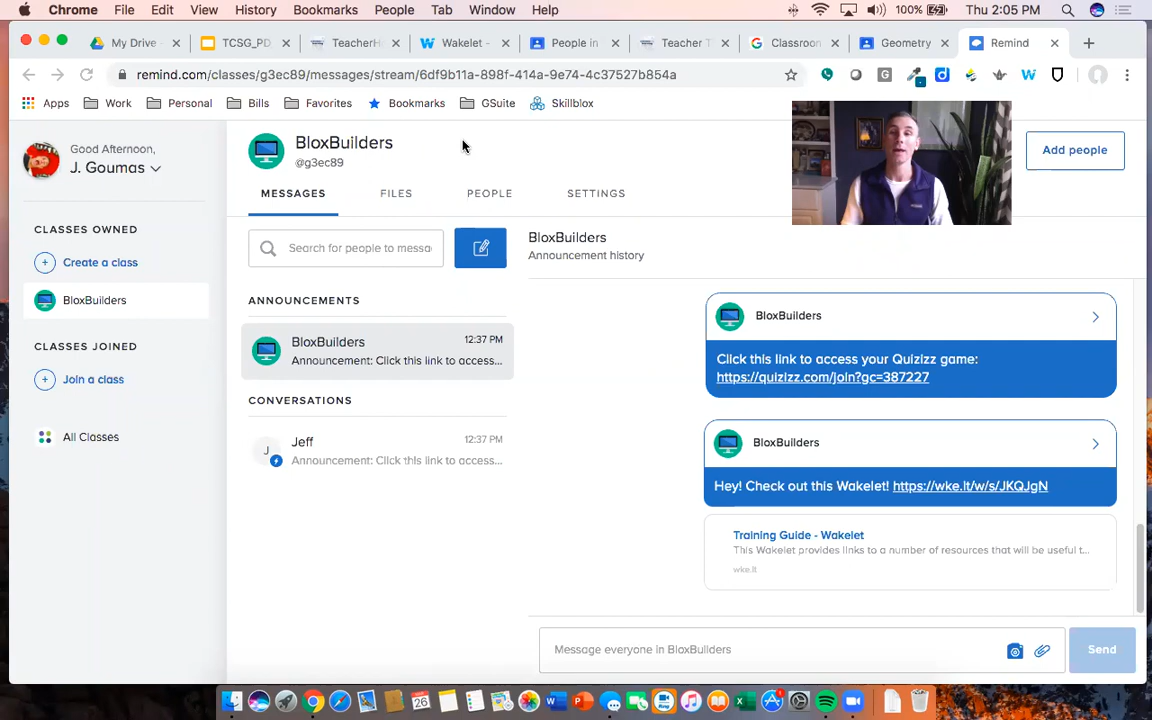 Chrome File Edit View History Bookmarks People Tab Window Help 100% Thu 2:05 PM
My Drive - TCSG_PD TeacherH Wakelet - People in Teacher T Classroon Geometry Remind
remind.com/classes/g3ec89/messages/stream/6df9b11a-898f-414a-9e74-4c37527b854a
Apps Work Personal Bills Favorites Bookmarks GSuite Skillblox
Good Afternoon,
J. Goumas
CLASSES OWNED
Create a class
BloxBuilders
CLASSES JOINED
Join a class
All Classes
BloxBuilders
@g3ec89
Add people
MESSAGES FILES PEOPLE SETTINGS
Search for people to messa
ANNOUNCEMENTS
BloxBuilders 12:37 PM
Announcement: Click this link to access...
CONVERSATIONS
J
Jeff 12:37 PM
Announcement: Click this link to access...
BloxBuilders
Announcement history
BloxBuilders
Click this link to access your Quizizz game:
https://quizizz.com/join?gc=387227
BloxBuilders
Hey! Check out this Wakelet! https://wke.lt/w/s/JKQJgN
Training Guide - Wakelet
This Wakelet provides links to a number of resources that will be useful t...
wke.lt
Message everyone in BloxBuilders
Send